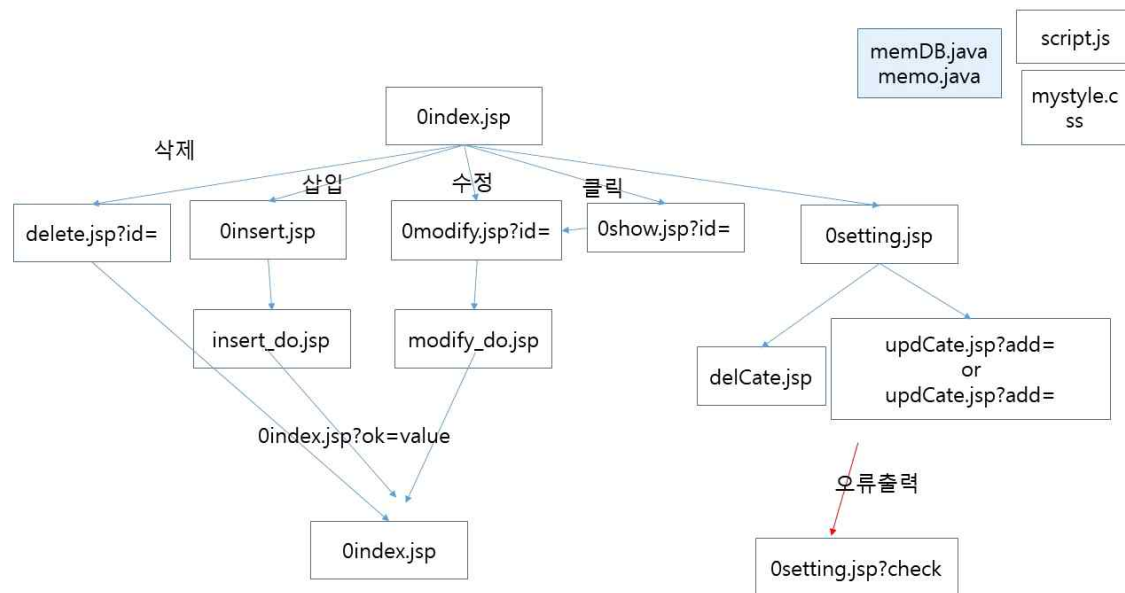 memDB.java
memo.java
script.js
mystyle.c
ss
0index.jsp
삭제
삽입
수정
클릭
delete.jsp?id=
0insert.jsp
0modify.jsp?id=
0show.jsp?id=
0setting.jsp
insert_do.jsp
modify_do.jsp
delCate.jsp
updCate.jsp?add=
or
updCate.jsp?add=
0index.jsp?ok=value
오류출력
0index.jsp
0setting.jsp?check